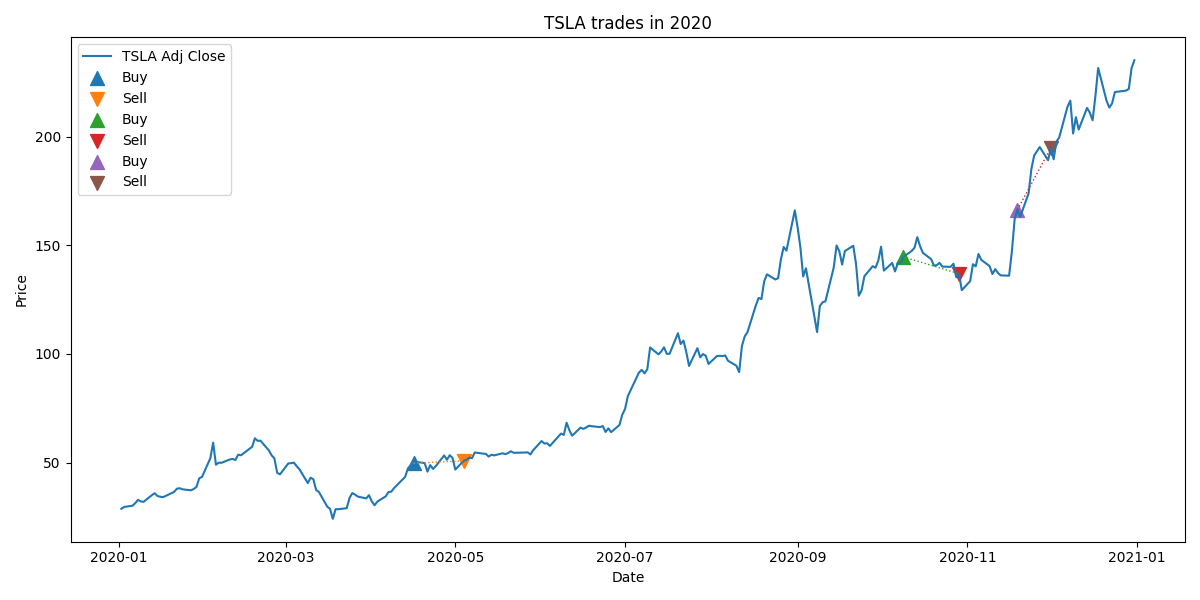 TSLA trades in 2020
TSLA Adj Close
Buy
Sell
Buy
Sell
Buy
Sell
200
150
100
50
Price
2020-01 2020-03 2020-05 2020-07 2020-09 2020-11 2021-01
Date